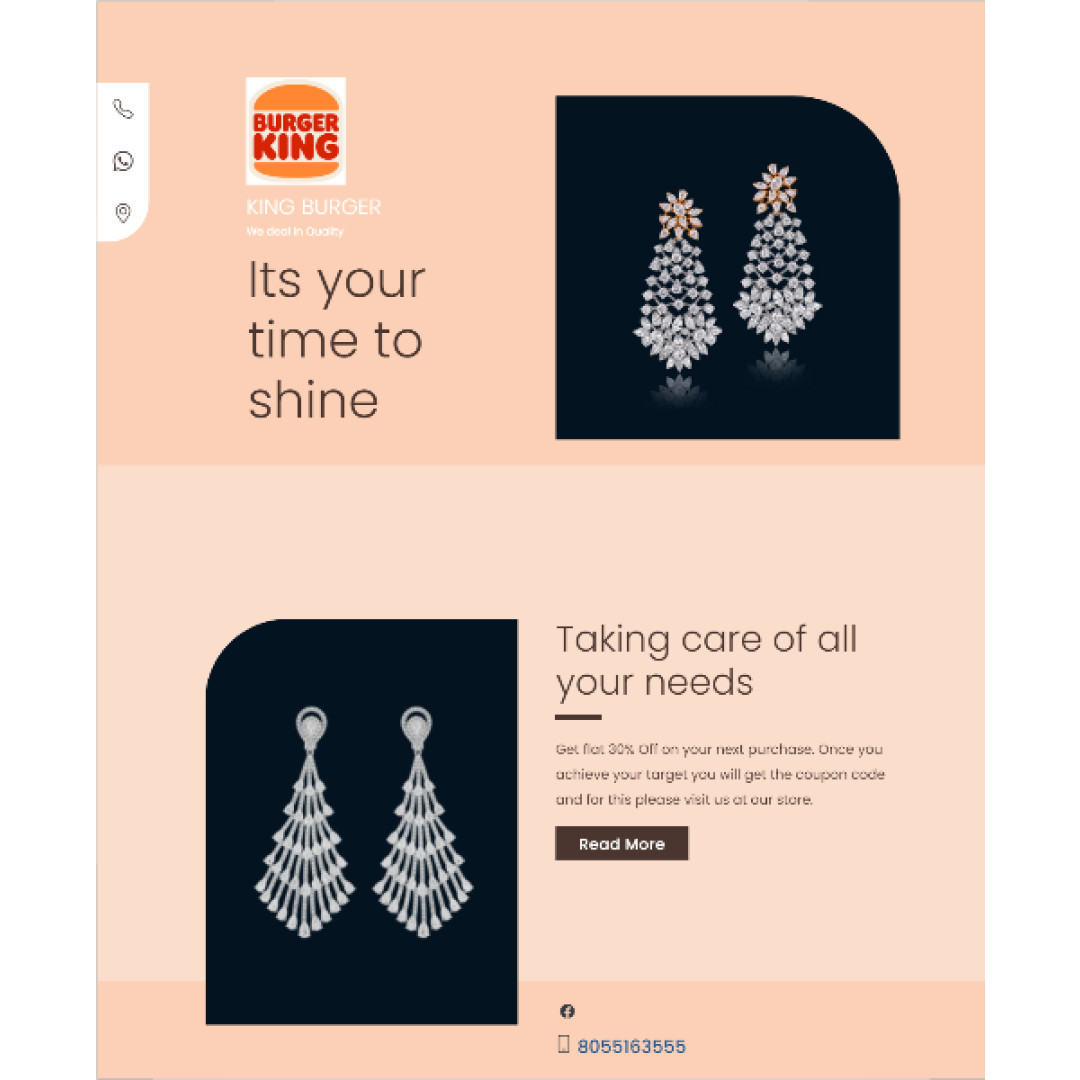 BURGER
KING
KING BURGER
We deal in Quality
Its your
time to
shine
Taking care of all
your needs
Get flat 30% Off on your next purchase. Once you
achieve your target you will get the coupon code
and for this please visit us at our store.
Read More
8055163555